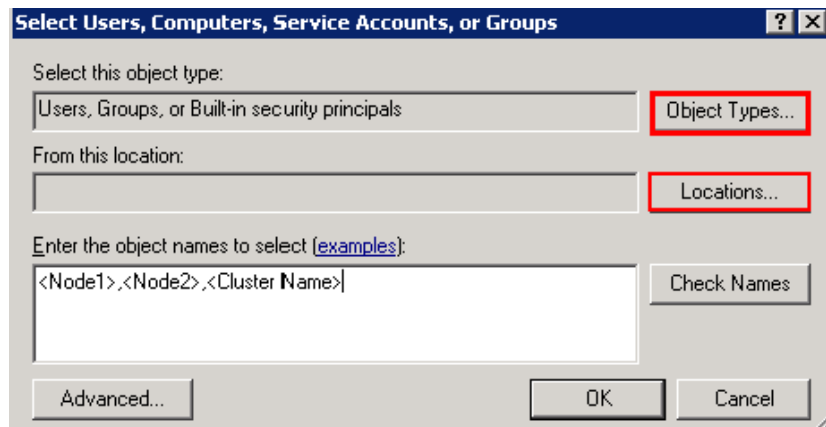 Select Users, Computers, Service Accounts, or Groups
Select this object type:
Users, Groups, or Built-in security principals
Object Types...
From this location:
Locations...
Enter the object names to select (examples):
<Node1>,<Node2>,<Cluster Name>
Check Names
Advanced...
OK
Cancel